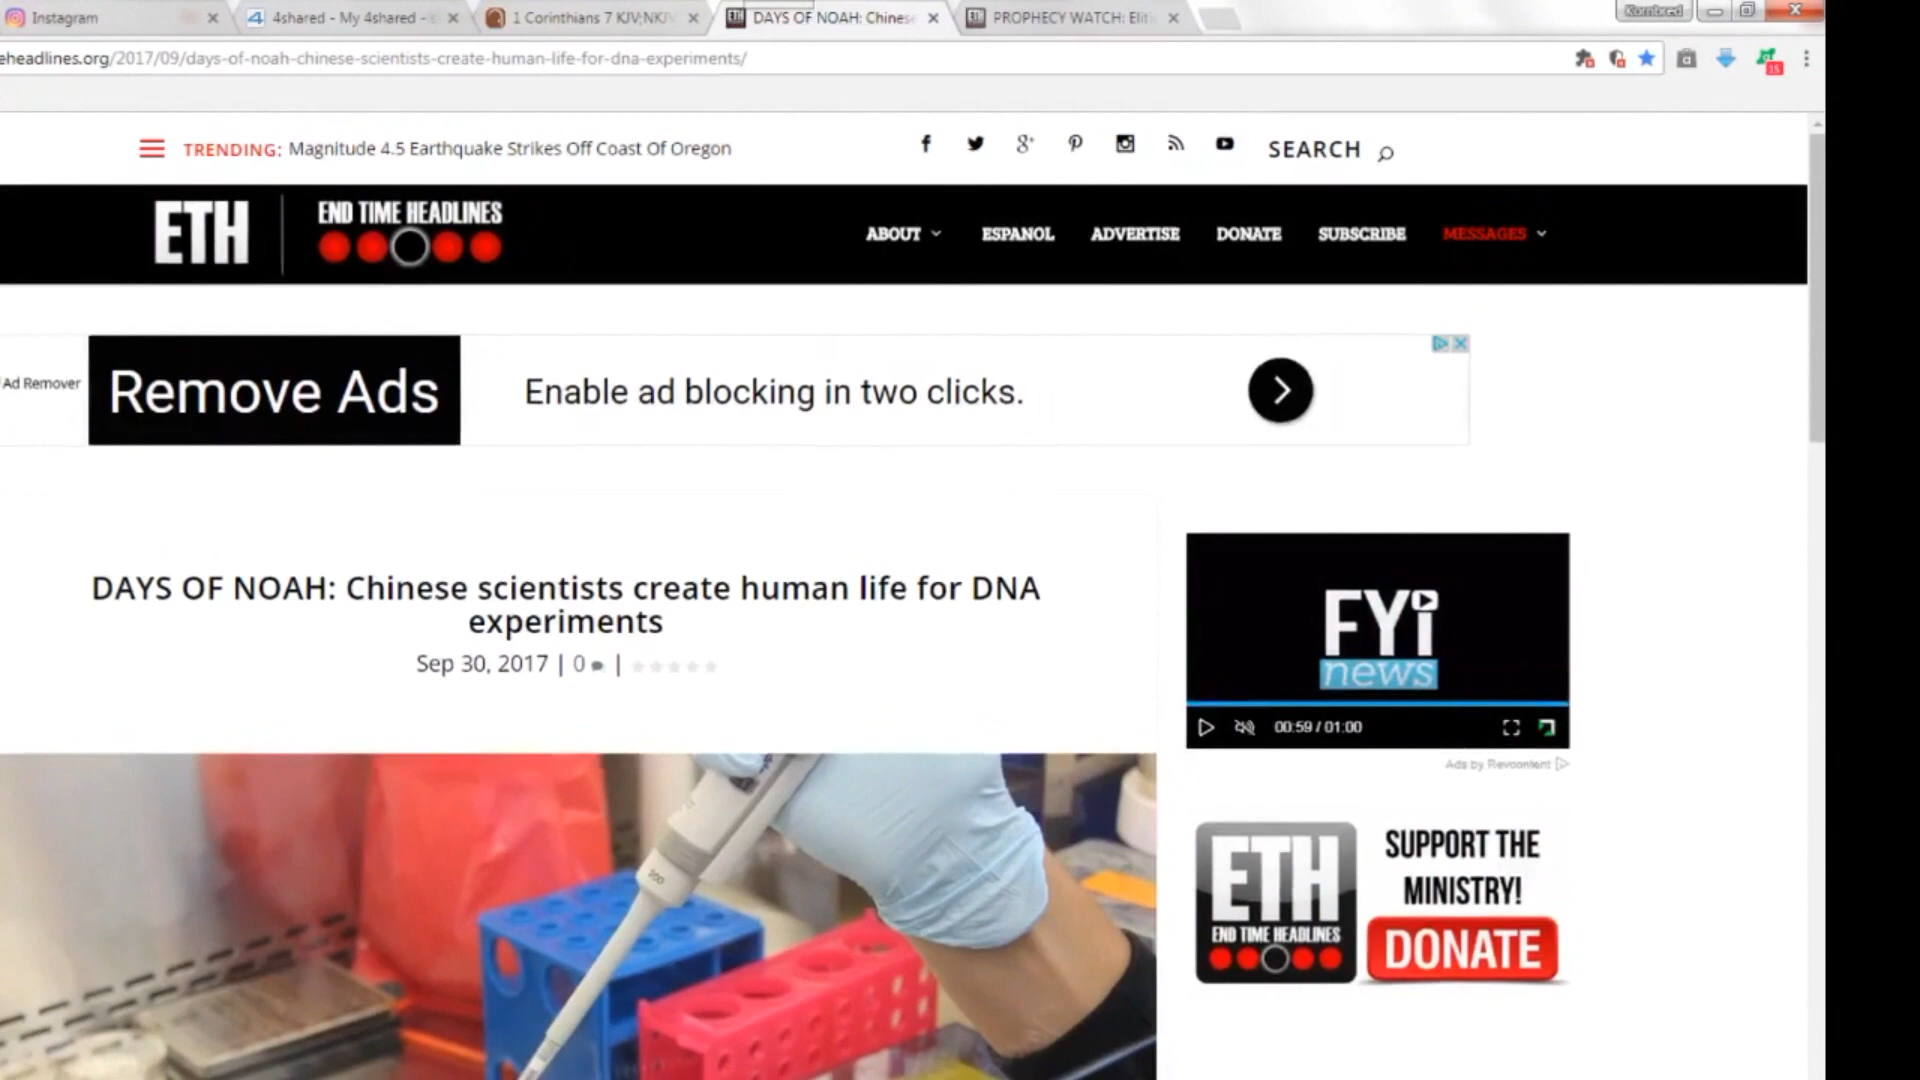 Instagram
4shared - My 4shared -
1 Corinthians 7 KJV;NKJV
DAYS OF NOAH: Chinese
PROPHECY WATCH: Elit
Kombred
eheadlines.org/2017/09/days-of-noah-chinese-scientists-create-human-life-for-dna-experiments/
15
TRENDING: Magnitude 4.5 Earthquake Strikes Off Coast Of Oregon
SEARCH
ETH
END TIME HEADLINES
ABOUT
ESPANOL
ADVERTISE
DONATE
SUBSCRIBE
MESSAGES
Ad Remover
Remove Ads
Enable ad blocking in two clicks.
DAYS OF NOAH: Chinese scientists create human life for DNA
experiments
Sep 30, 2017 | 0 |
FYi
news
00:59 / 01:00
Ads by Revcontent
200
ETH
END TIME HEADLINES
SUPPORT THE
MINISTRY!
DONATE